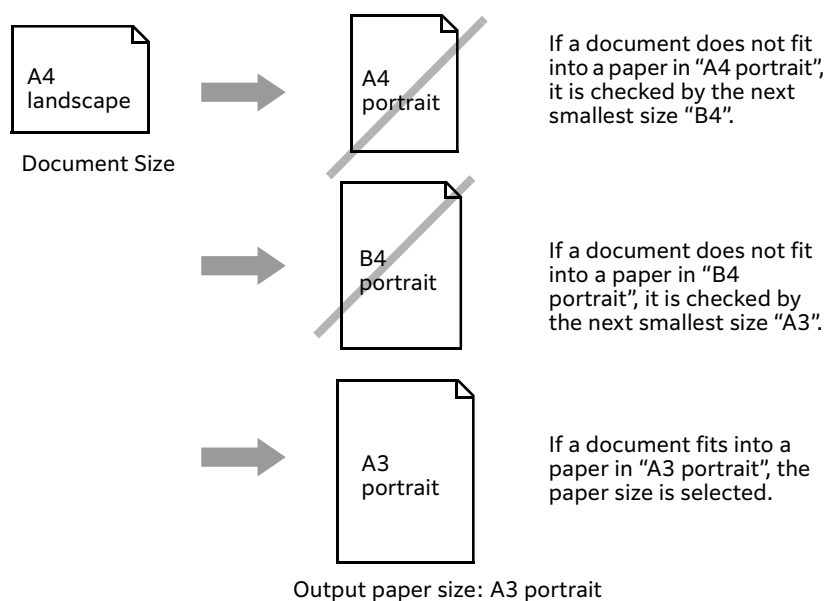 A4
landscape
Document Size
A4
portrait
If a document does not fit
into a paper in “A4 portrait”,
it is checked by the next
smallest size “B4”.
B4
portrait
If a document does not fit
into a paper in “B4
portrait”, it is checked by
the next smallest size “A3”.
A3
portrait
If a document fits into a
paper in “A3 portrait”, the
paper size is selected.
Output paper size: A3 portrait